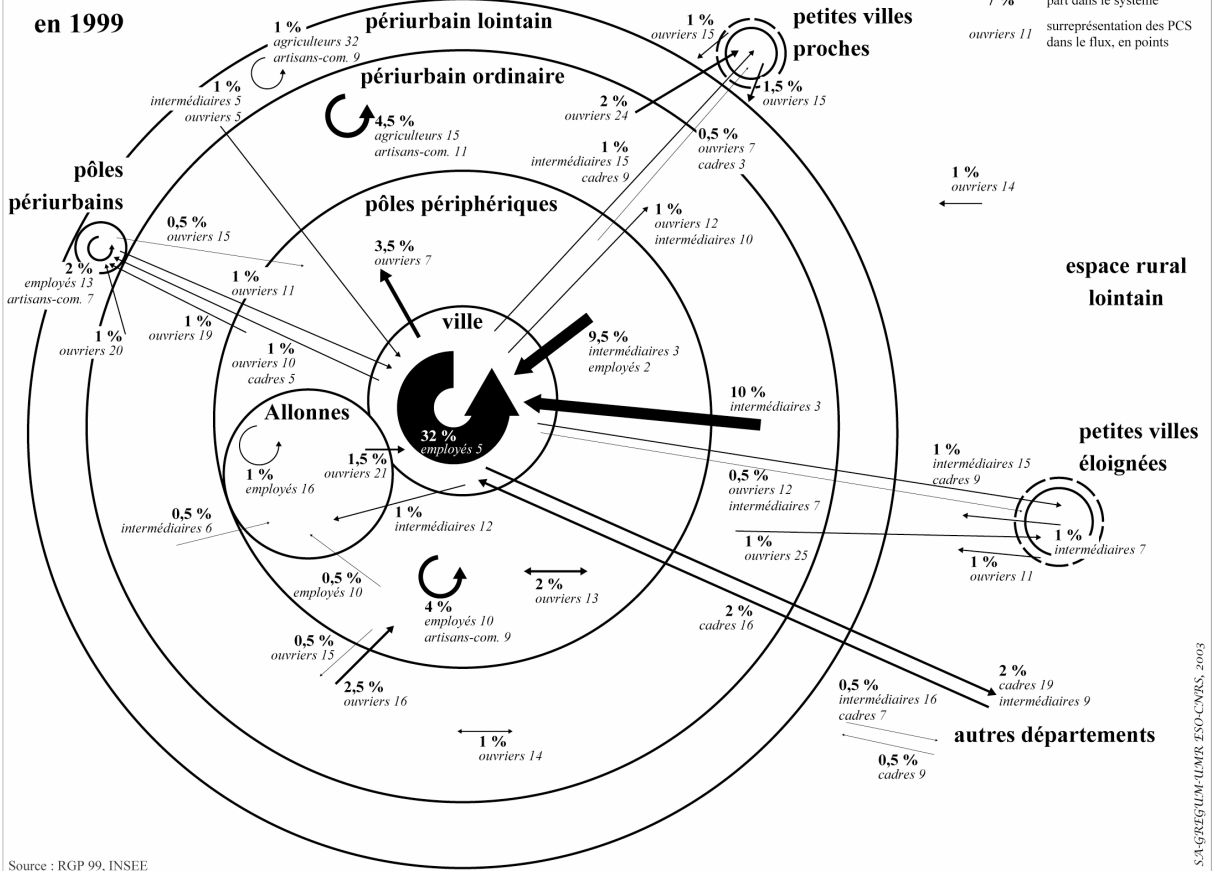 en 1999
7 %
part dans le système
ouvriers 11
surreprésentation des PCS
dans le flux, en points
périurbain lointain
1 %
agriculteurs 32
artisans-com. 9
1 %
ouvriers 15
petites villes
proches
périurbain ordinaire
1 %
intermédiaires 5
ouvriers 5
4,5 %
agriculteurs 15
artisans-com. 11
2 %
ouvriers 24
1,5 %
ouvriers 15
0,5 %
ouvriers 7
cadres 3
1 %
intermédiaires 15
cadres 9
1 %
ouvriers 14
pôles
périurbains
pôles périphériques
1 %
ouvriers 12
intermédiaires 10
0,5 %
ouvriers 15
3,5 %
ouvriers 7
2 %
employés 13
artisans-com. 7
1 %
ouvriers 11
espace rural
lointain
1 %
ouvriers 20
1 %
ouvriers 19
1 %
ouvriers 10
cadres 5
ville
9,5 %
intermédiaires 3
employés 2
10 %
intermédiaires 3
Allonnes
32 %
employés 5
1 %
employés 16
1,5 %
ouvriers 21
petites villes
éloignées
1 %
intermédiaires 15
cadres 9
0,5 %
ouvriers 12
intermédiaires 7
0,5 %
intermédiaires 6
1 %
intermédiaires 12
1 %
ouvriers 25
1 %
intermédiaires 7
1 %
ouvriers 11
0,5 %
employés 10
4 %
employés 10
artisans-com. 9
2 %
ouvriers 13
2 %
cadres 16
0,5 %
ouvriers 15
2,5 %
ouvriers 16
2 %
cadres 19
intermédiaires 9
0,5 %
intermédiaires 16
cadres 7
autres départements
1 %
ouvriers 14
0,5 %
cadres 9
SA-GREGUM-UMR ESO-CNRS, 2003
Source : RGP 99, INSEE